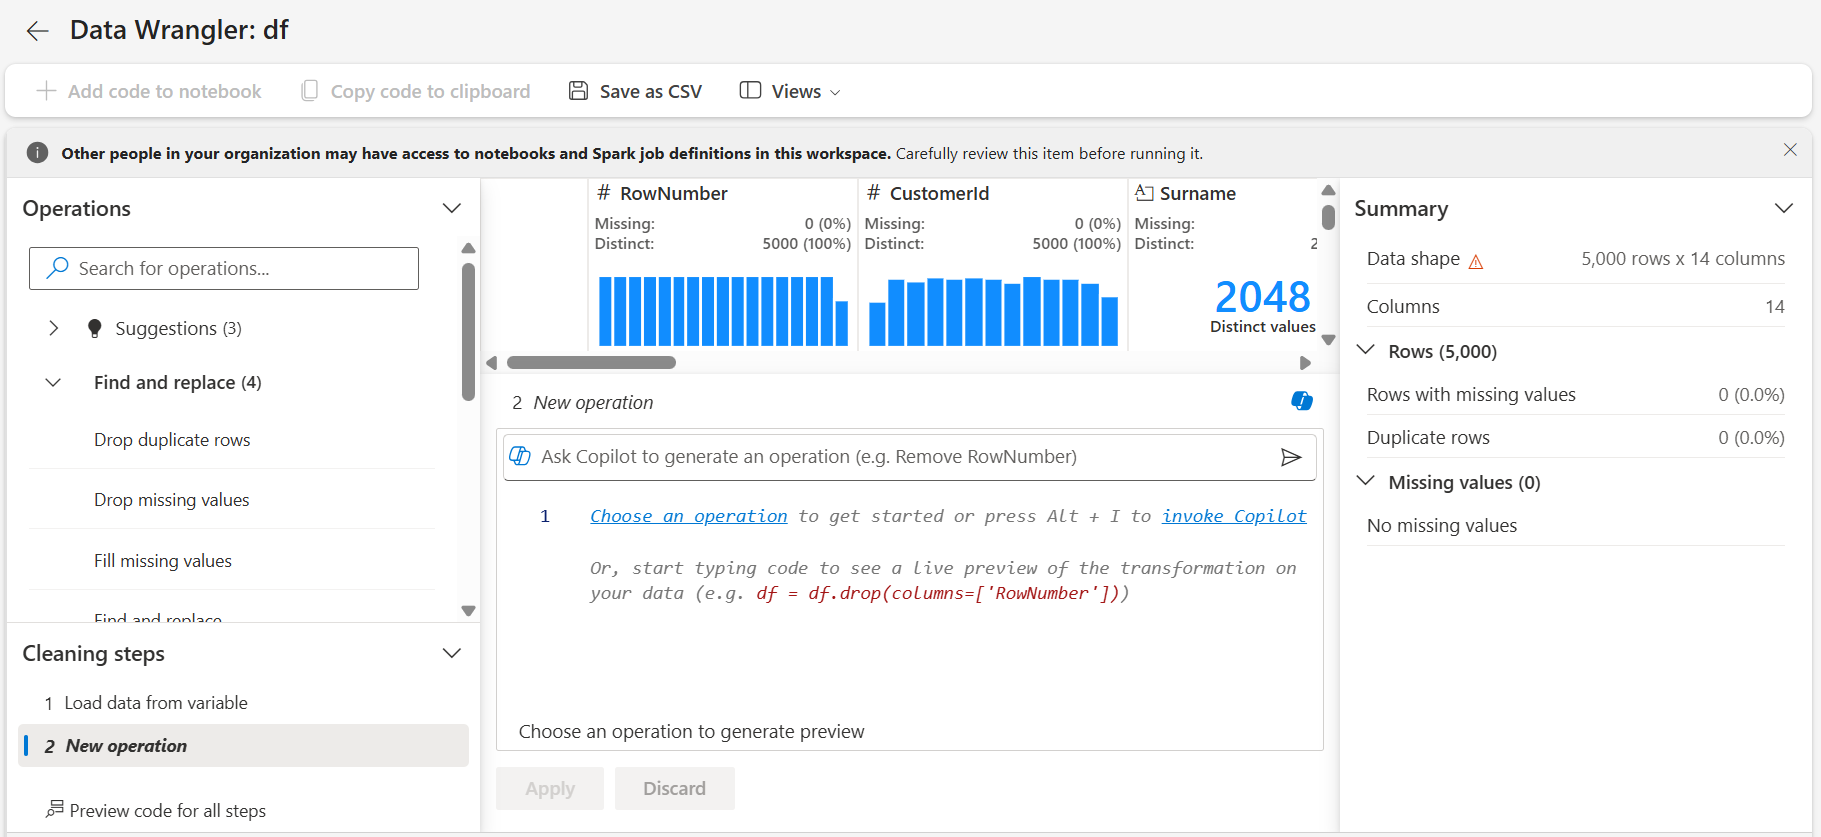 Data Wrangler: df
Add code to notebook
Copy code to clipboard
Save as CSV
Views
Other people in your organization may have access to notebooks and Spark job definitions in this workspace. Carefully review this item before running it.
Operations
Search for operations...
Suggestions (3)
Find and replace (4)
Drop duplicate rows
Drop missing values
Fill missing values
Find and replace
Cleaning steps
1 Load data from variable
2 New operation
Preview code for all steps
# RowNumber
Missing: 0 (0%)
Distinct: 5000 (100%)
# CustomerId
Missing: 0 (0%)
Distinct: 5000 (100%)
Surname
Missing:
Distinct: 2
2048
Distinct values
2 New operation
Ask Copilot to generate an operation (e.g. Remove RowNumber)
1 Choose an operation to get started or press Alt + I to invoke Copilot
Or, start typing code to see a live preview of the transformation on
your data (e.g. df = df.drop(columns=['RowNumber']))
Choose an operation to generate preview
Apply
Discard
Summary
Data shape 5,000 rows x 14 columns
Columns 14
Rows (5,000)
Rows with missing values 0 (0.0%)
Duplicate rows 0 (0.0%)
Missing values (0)
No missing values